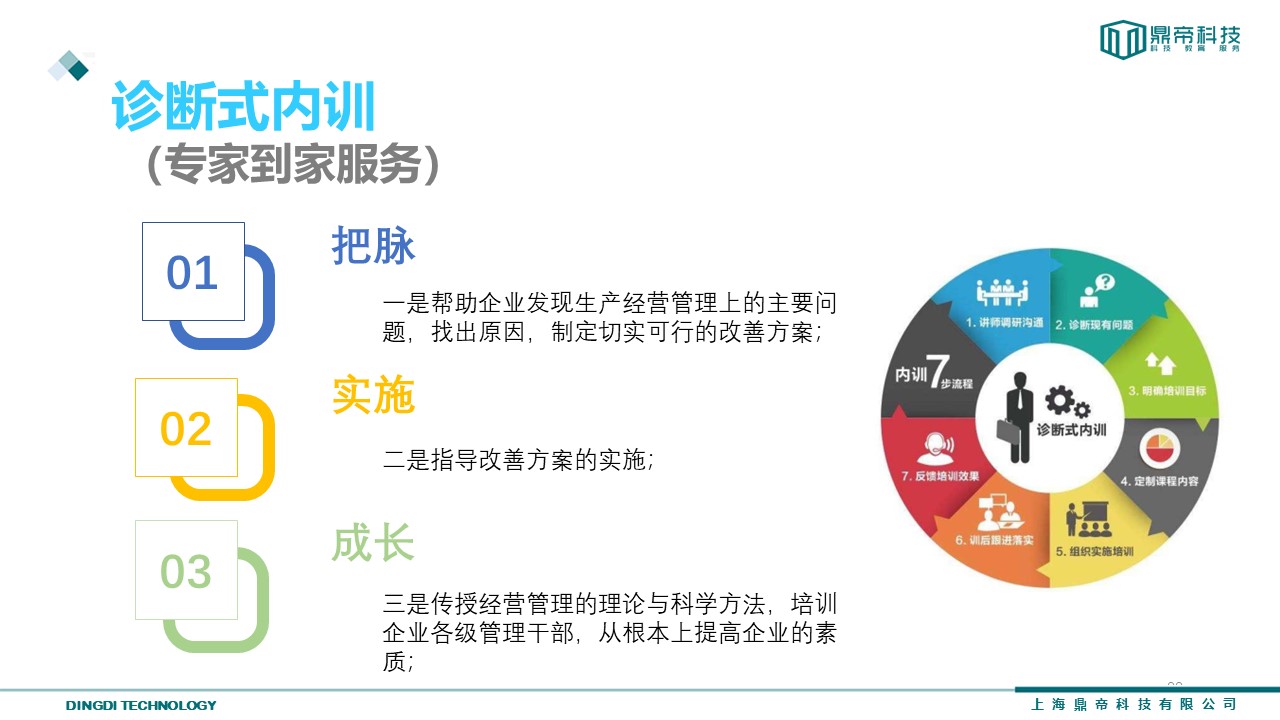 鼎帝科技
科技 教育 服务
诊断式内训
（专家到家服务）
01
把脉
一是帮助企业发现生产经营管理上的主要问
题，找出原因，制定切实可行的改善方案；
02
实施
二是指导改善方案的实施；
03
成长
三是传授经营管理的理论与科学方法，培训
企业各级管理干部，从根本上提高企业的素
质；
内训7步流程
1. 讲师调研沟通
2. 诊断现有问题
3. 明确培训目标
4. 定制课程内容
5. 组织实施培训
6. 训后跟进落实
7. 反馈培训效果
诊断式内训
DINGDI TECHNOLOGY
上海鼎帝科技有限公司